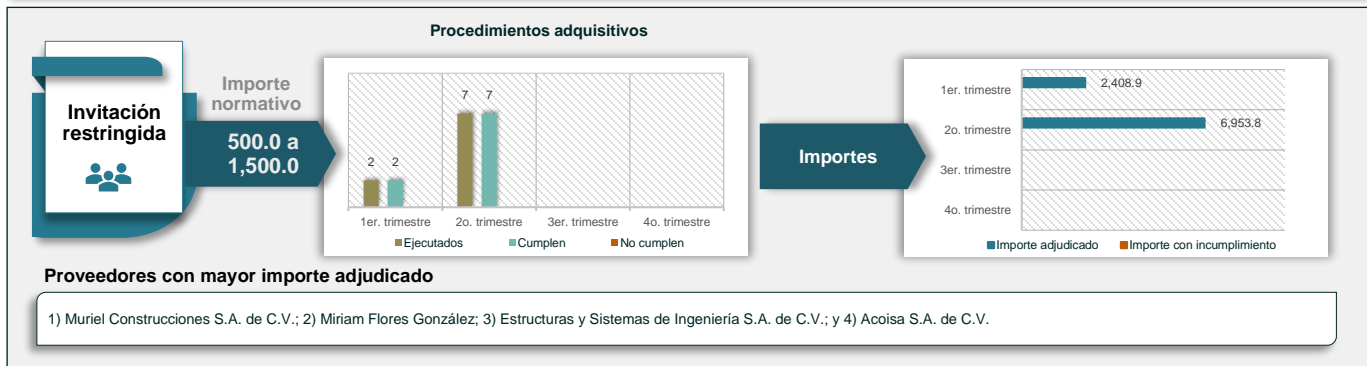 Procedimientos adquisitivos
Invitación
restringida
Importe
normativo
500.0 a
1,500.0
2 2
7 7
1er. trimestre 2o. trimestre 3er. trimestre 4o. trimestre
Ejecutados Cumplen No cumplen
Importes
1er. trimestre 2,408.9
2o. trimestre 6,953.8
3er. trimestre
4o. trimestre
Importe adjudicado Importe con incumplimiento
Proveedores con mayor importe adjudicado
1) Muriel Construcciones S.A. de C.V.; 2) Miriam Flores González; 3) Estructuras y Sistemas de Ingeniería S.A. de C.V.; y 4) Acoisa S.A. de C.V.